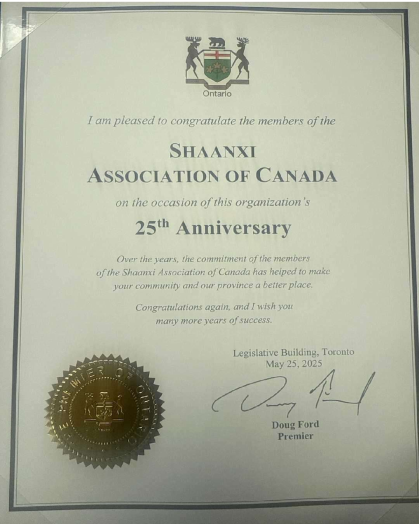 Ontario
I am pleased to congratulate the members of the
SHAANXI
ASSOCIATION OF CANADA
on the occasion of this organization's
25th Anniversary
Over the years, the commitment of the members
of the Shaanxi Association of Canada has helped to make
your community and our province a better place.
Congratulations again, and I wish you
many more years of success.
Legislative Building, Toronto
May 25, 2025
Doug Ford
Premier
PREMIER OF ONTARIO